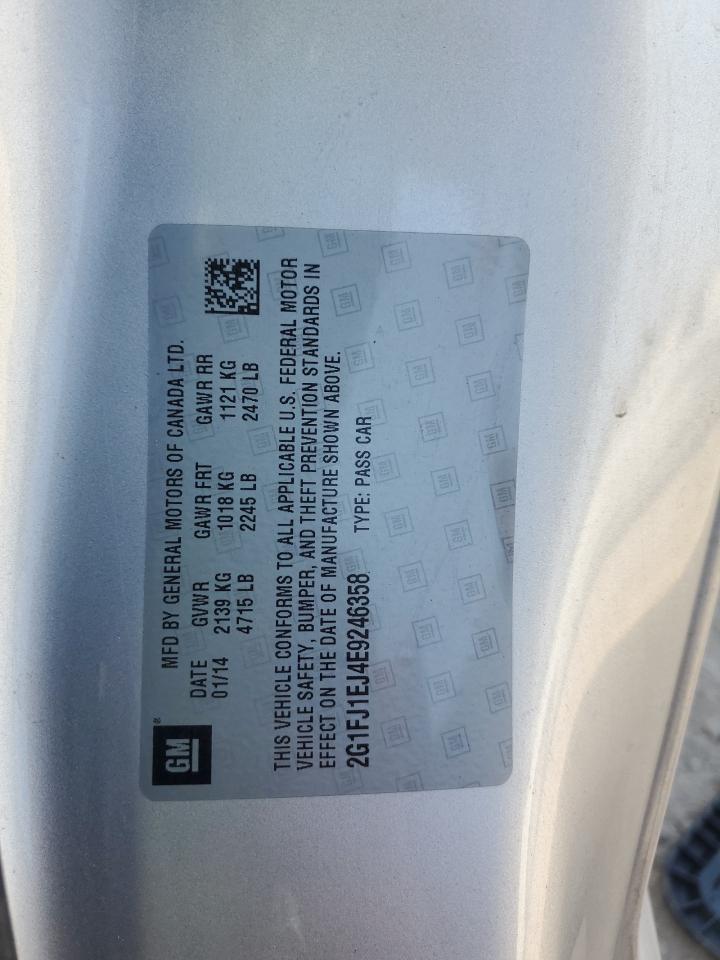 GM
MFD BY GENERAL MOTORS OF CANADA LTD.
DATE GVWR GAWR FRT GAWR RR
01/14 2139 KG 1018 KG 1121 KG
4715 LB 2245 LB 2470 LB
THIS VEHICLE CONFORMS TO ALL APPLICABLE U.S. FEDERAL MOTOR
VEHICLE SAFETY, BUMPER, AND THEFT PREVENTION STANDARDS IN
EFFECT ON THE DATE OF MANUFACTURE SHOWN ABOVE.
2G1FJ1EJ4E9246358 TYPE: PASS CAR